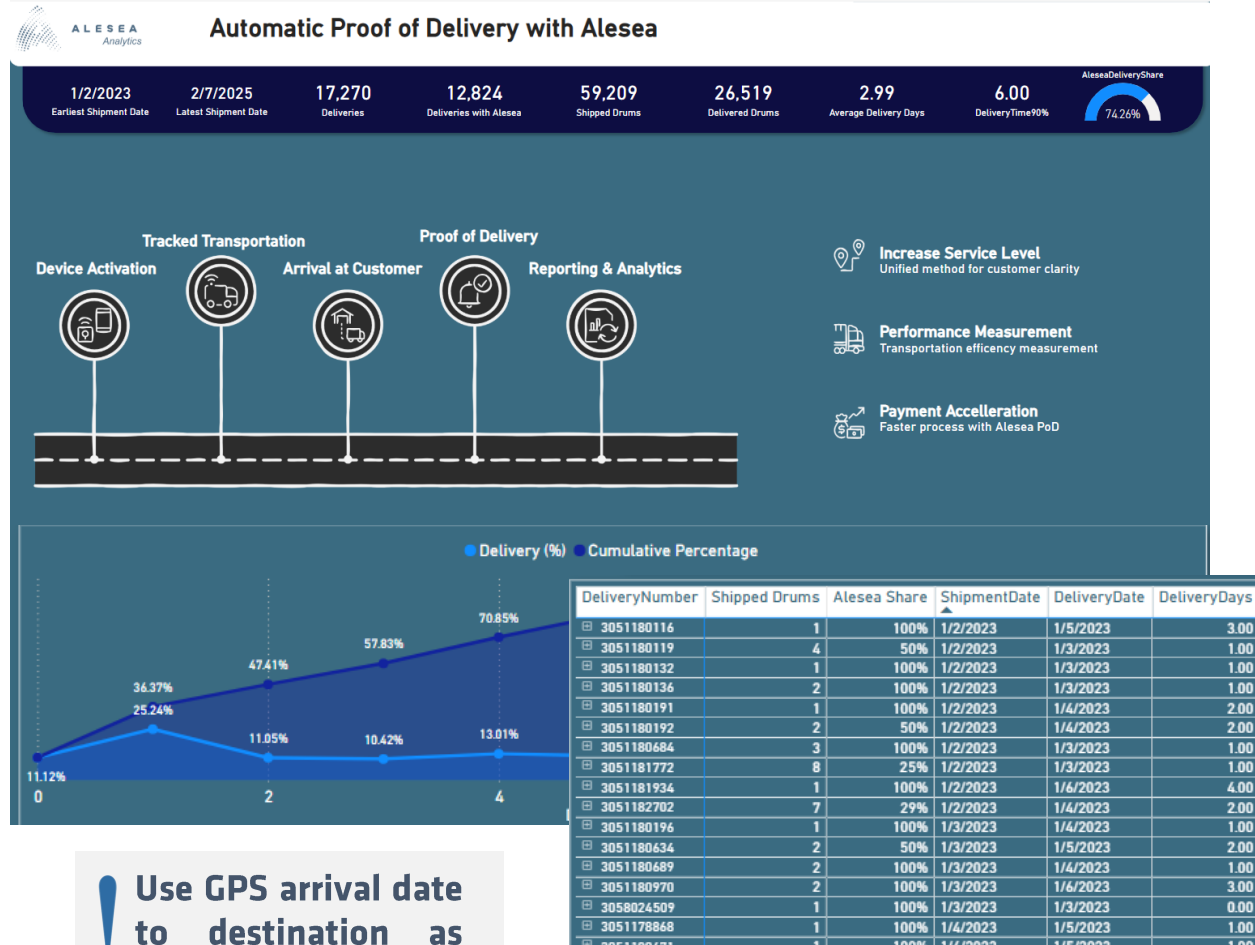 ALESEA
Analytics
Automatic Proof of Delivery with Alesea
1/2/2023
Earliest Shipment Date
2/7/2025
Latest Shipment Date
17,270
Deliveries
12,824
Deliveries with Alesea
59,209
Shipped Drums
26,519
Delivered Drums
2.99
Average Delivery Days
6.00
DeliveryTime90%
AleseaDeliveryShare
74.26%
Device Activation
Tracked Transportation
Arrival at Customer
Proof of Delivery
Reporting & Analytics
Increase Service Level
Unified method for customer clarity
Performance Measurement
Transportation efficency measurement
Payment Accelleration
Faster process with Alesea PoD
Delivery (%) Cumulative Percentage
11.12%
36.37%
25.24%
47.41%
11.05%
57.83%
10.42%
70.85%
13.01%
0 2 4
DeliveryNumber Shipped Drums Alesea Share ShipmentDate DeliveryDate DeliveryDays
3051180116 1 100% 1/2/2023 1/5/2023 3.00
3051180119 4 50% 1/2/2023 1/3/2023 1.00
3051180132 1 100% 1/2/2023 1/3/2023 1.00
3051180136 2 100% 1/2/2023 1/3/2023 1.00
3051180191 1 100% 1/2/2023 1/4/2023 2.00
3051180192 2 50% 1/2/2023 1/4/2023 2.00
3051180684 3 100% 1/2/2023 1/3/2023 1.00
3051181772 8 25% 1/2/2023 1/3/2023 1.00
3051181934 1 100% 1/2/2023 1/6/2023 4.00
3051182702 7 29% 1/2/2023 1/4/2023 2.00
3051180196 1 100% 1/3/2023 1/4/2023 1.00
3051180634 2 50% 1/3/2023 1/5/2023 2.00
3051180689 2 100% 1/3/2023 1/4/2023 1.00
3051180970 2 100% 1/3/2023 1/6/2023 3.00
3058024509 1 100% 1/3/2023 1/3/2023 0.00
3051178868 1 100% 1/4/2023 1/5/2023 1.00
! Use GPS arrival date
to destination as